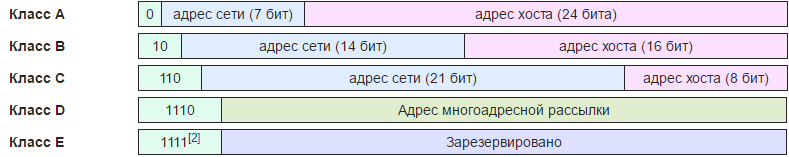 Класс A 0 адрес сети (7 бит) адрес хоста (24 бита)
Класс B 10 адрес сети (14 бит) адрес хоста (16 бит)
Класс C 110 адрес сети (21 бит) адрес хоста (8 бит)
Класс D 1110 Адрес многоадресной рассылки
Класс E 1111[2] Зарезервировано